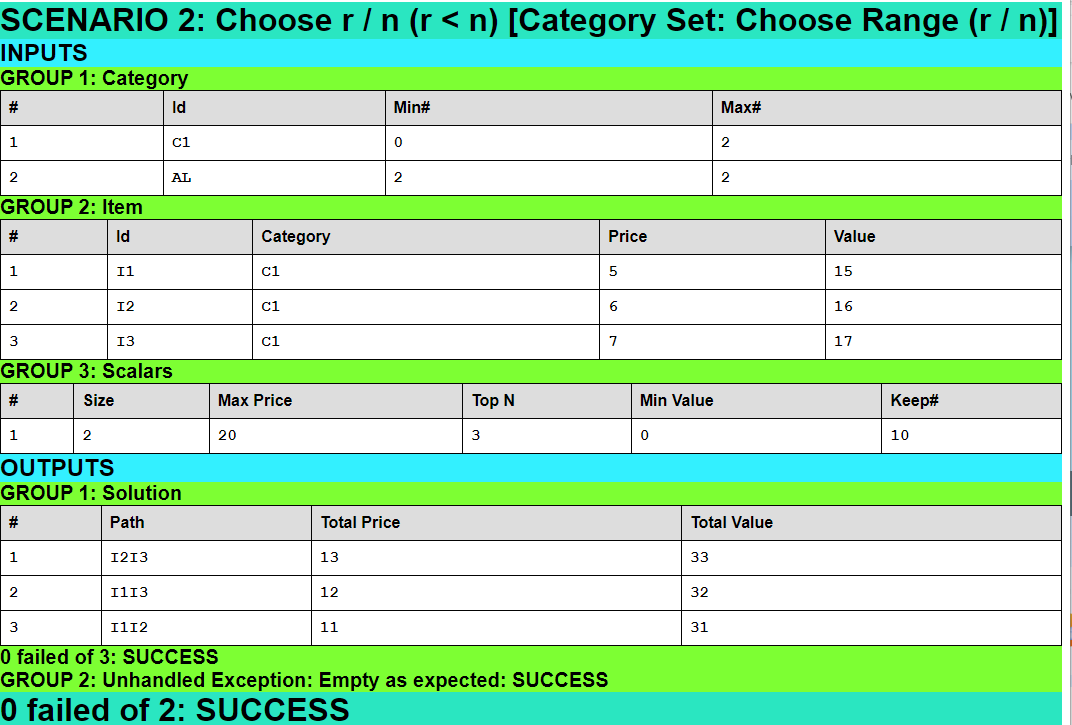 SCENARIO 2: Choose r / n (r < n) [Category Set: Choose Range (r / n)]
INPUTS
GROUP 1: Category
# Id Min# Max#
1 C1 0 2
2 AL 2 2
GROUP 2: Item
# Id Category Price Value
1 I1 C1 5 15
2 I2 C1 6 16
3 I3 C1 7 17
GROUP 3: Scalars
# Size Max Price Top N Min Value Keep#
1 2 20 3 0 10
OUTPUTS
GROUP 1: Solution
# Path Total Price Total Value
1 I2I3 13 33
2 I1I3 12 32
3 I1I2 11 31
0 failed of 3: SUCCESS
GROUP 2: Unhandled Exception: Empty as expected: SUCCESS
0 failed of 2: SUCCESS